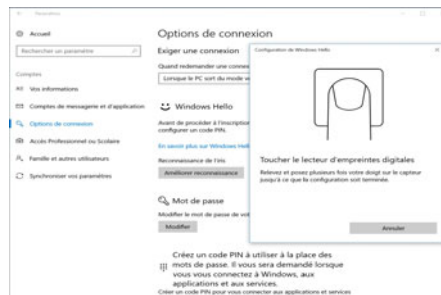 Paramètres
Accueil
Rechercher un paramètre
Comptes
Vos informations
Comptes de messagerie et d'application
Options de connexion
Accès Professionnel ou Scolaire
Famille et autres utilisateurs
Synchroniser vos paramètres
Options de connexion
Exiger une connexion
Quand redemander une connex
Lorsque le PC sort du mode v
Windows Hello
Avant de procéder à l'inscription
configurer un code PIN.
En savoir plus sur Windows Hell
Reconnaissance de l'iris
Améliorer reconnaissance
Mot de passe
Modifier le mot de passe de vot
Modifier
Créez un code PIN à utiliser à la place des
mots de passe. Il vous sera demandé lorsque
vous vous connectez à Windows, aux
applications et aux services.
Créer un code PIN pour vous connecter aux applications et services
Configuration de Windows Hello
Toucher le lecteur d'empreintes digitales
Relevez et posez plusieurs fois votre doigt sur le capteur
jusqu'à ce que la configuration soit terminée.
Annuler